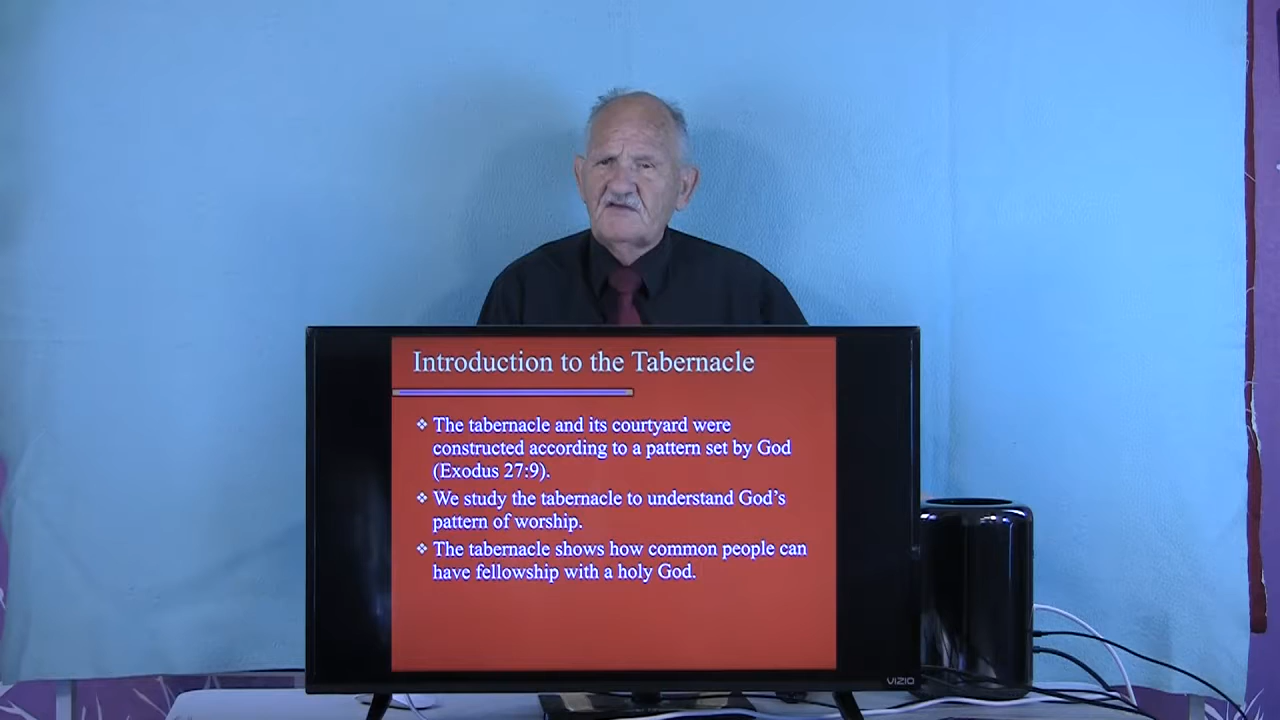 Introduction to the Tabernacle
❖ The tabernacle and its courtyard were
constructed according to a pattern set by God
(Exodus 27:9).
❖ We study the tabernacle to understand God's
pattern of worship.
❖ The tabernacle shows how common people can
have fellowship with a holy God.
VIZIO